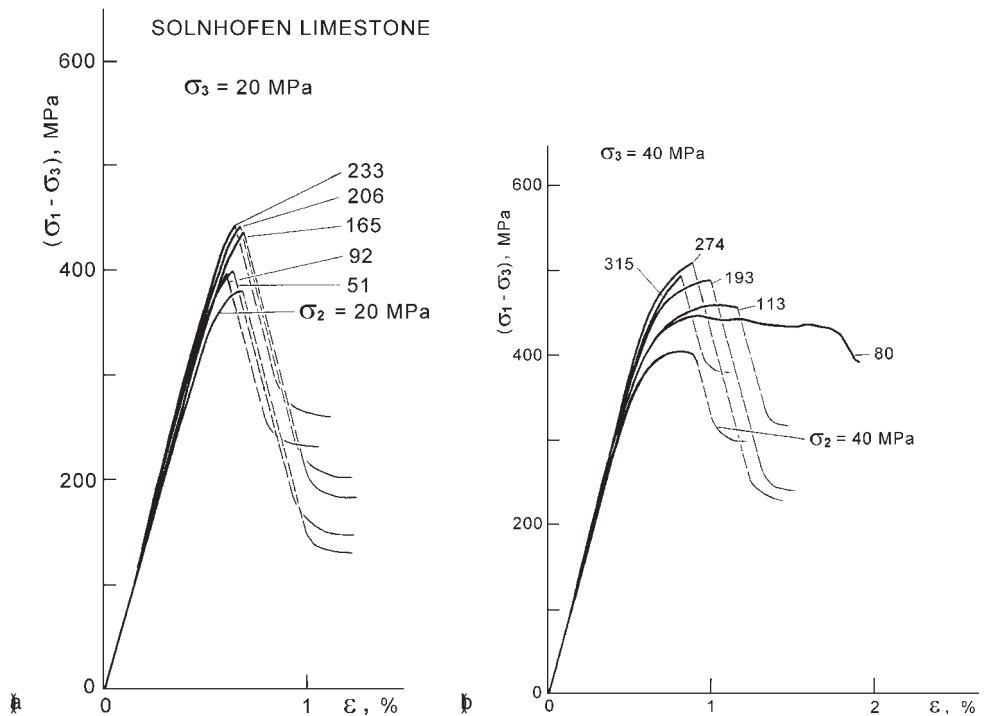 SOLNHOFEN LIMESTONE
600
σ₃ = 20 MPa
(σ₁ - σ₃), MPa
233
206
165
400
92
51
σ₂ = 20 MPa
200
0
0
1
ε, %
σ₃ = 40 MPa
600
(σ₁ - σ₃), MPa
274
315
193
113
400
80
σ₂ = 40 MPa
200
0
0
1
2
ε, %